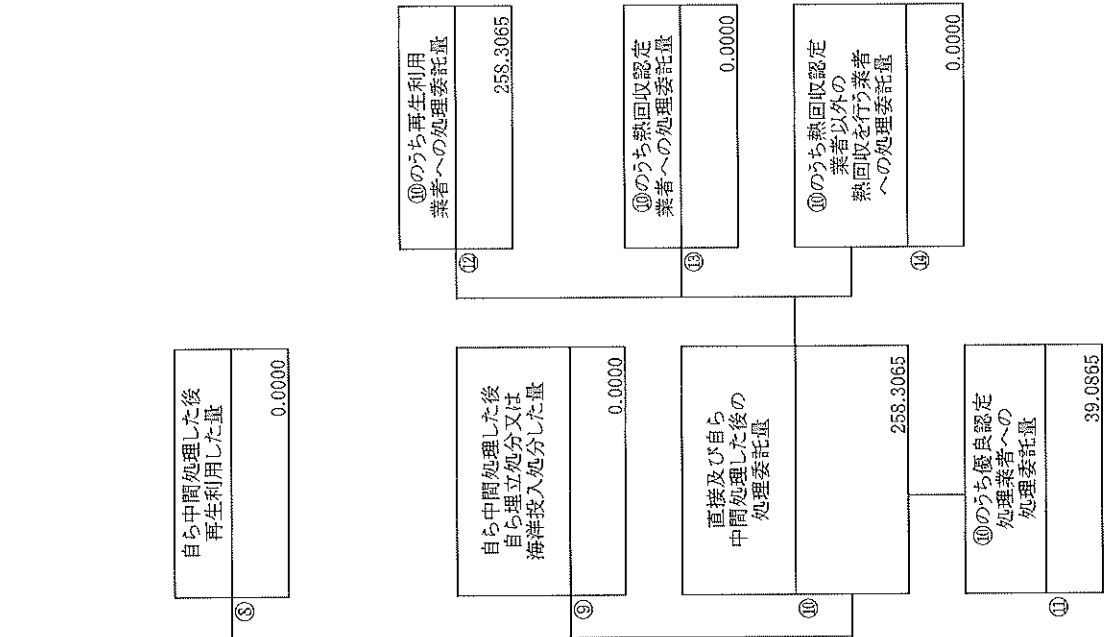 ⑧
自ら中間処理した後
再生利用した量
0.0000
⑨
自ら中間処理した後
自ら埋立処分又は
海洋投入処分した量
0.0000
⑩
直接及び自ら
中間処理した後の
処理委託量
258.3065
⑪
⑩のうち優良認定
処理業者への
処理委託量
39.0865
⑫
⑩のうち再生利用
業者への処理委託量
258.3065
⑬
⑩のうち熱回収認定
業者への処理委託量
0.0000
⑭
⑩のうち熱回収認定
業者以外の
熱回収を行う業者
への処理委託量
0.0000